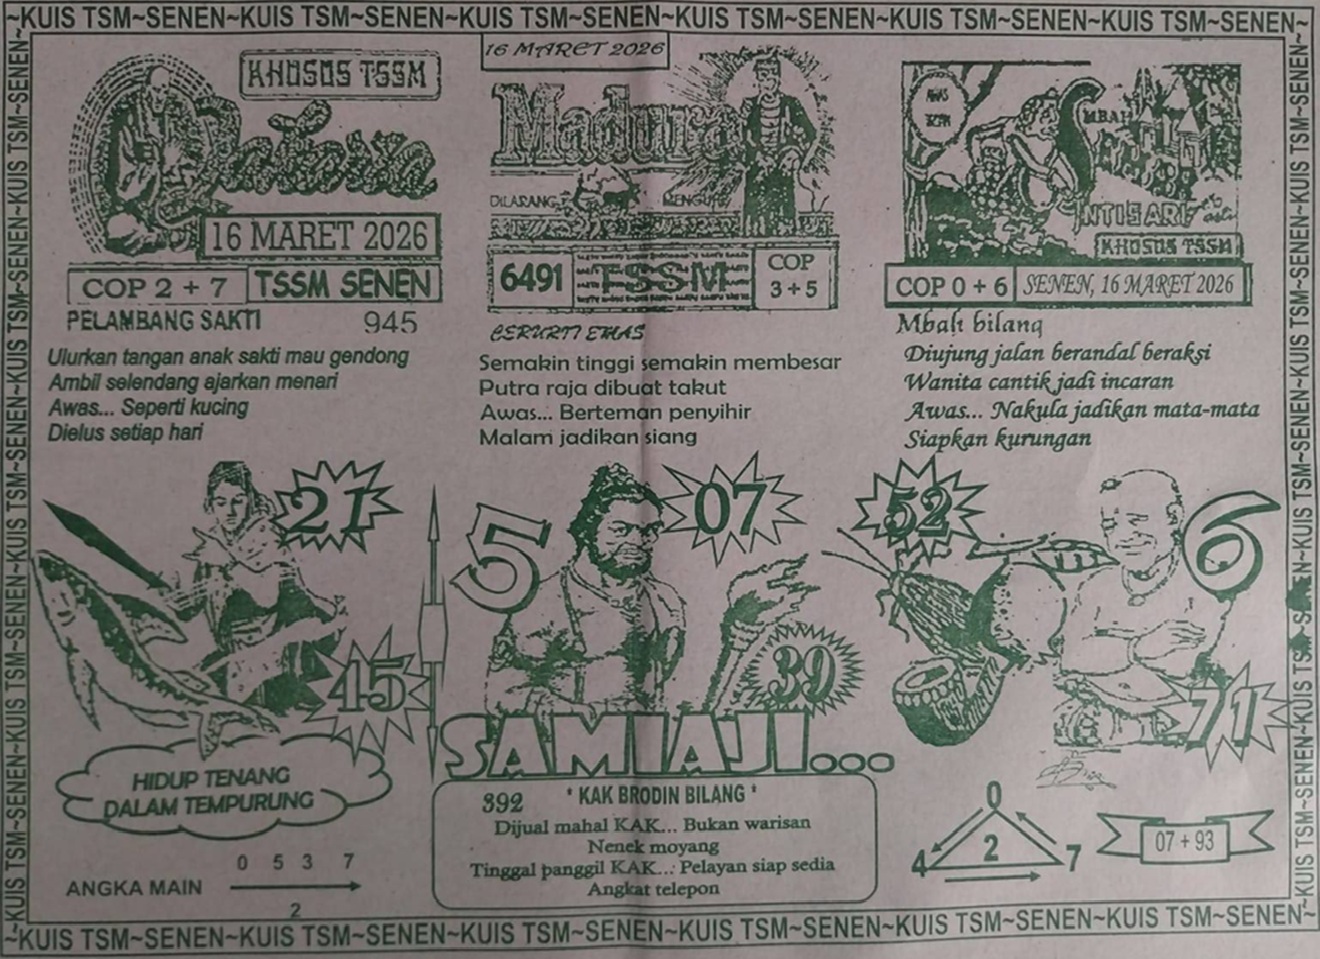 ~KUIS TSM~SENEN~KUIS TSM~SENEN~KUIS TSM~SENEN~KUIS TSM~SENEN~KUIS TSM~SENEN~KUIS TSM~SENEN~
KHUSUS TSSM
16 MARET 2026
COP 2 + 7
TSSM SENEN
PELAMBANG SAKTI 945
Ulurkan tangan anak sakti mau gendong
Ambil selendang ajarkan menari
Awas... Seperti kucing
Dielus setiap hari
21
45
HIDUP TENANG
DALAM TEMPURUNG
ANGKA MAIN
0 5 3 7
2
16 MARET 2026
Madura
DILARANG MENGUTIP
6491
TSSM
COP
3 + 5
CERURTI EMAS
Semakin tinggi semakin membesar
Putra raja dibuat takut
Awas... Berteman penyihir
Malam jadikan siang
5
07
39
SAMIAJI...
392 * KAK BRODIN BILANG *
Dijual mahal KAK... Bukan warisan
Nenek moyang
Tinggal panggil KAK... Pelayan siap sedia
Angkat telepon
MBAH
INTISARI
KHUSUS TSSM
COP 0 + 6
SENEN, 16 MARET 2026
Mbah bilang
Diujung jalan berandal beraksi
Wanita cantik jadi incaran
Awas... Nakula jadikan mata-mata
Siapkan kurungan
52
6
71
0
4 2 7
07 + 93
~KUIS TSM~SENEN~KUIS TSM~SENEN~KUIS TSM~SENEN~KUIS TSM~SENEN~KUIS TSM~SENEN~KUIS TSM~SENEN~